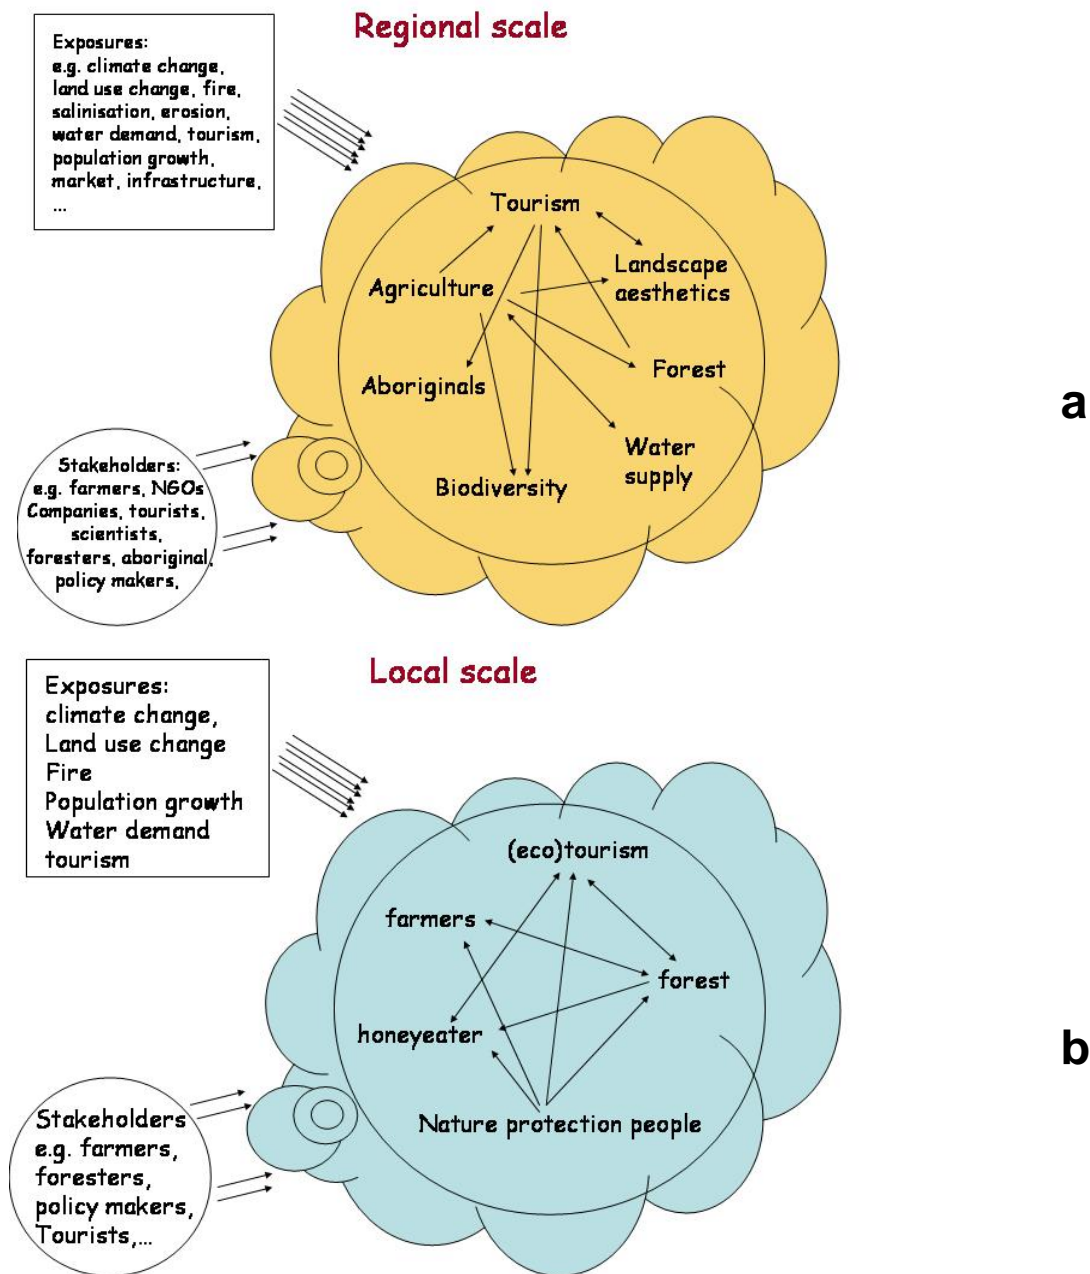 Regional scale
Exposures:
e.g. climate change,
land use change, fire,
salinisation, erosion,
water demand, tourism,
population growth,
market, infrastructure,
...
Tourism
Landscape
aesthetics
Agriculture
Forest
Aboriginals
Water
supply
Biodiversity
Stakeholders:
e.g. farmers, NGOs
Companies, tourists,
scientists,
foresters, aboriginal,
policy makers,
a
Local scale
Exposures:
climate change,
Land use change
Fire
Population growth
Water demand
tourism
(eco)tourism
farmers
forest
honeyeater
Nature protection people
Stakeholders
e.g. farmers,
foresters,
policy makers,
Tourists,...
b